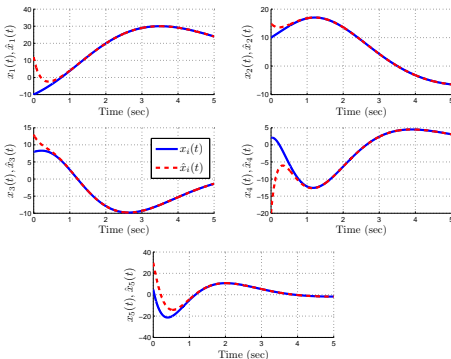 x₁(t), x̂₁(t)
40
30
20
10
0
−10
0 1 2 3 4 5
Time (sec)
x₂(t), x̂₂(t)
20
15
10
5
0
−5
−10
0 1 2 3 4 5
Time (sec)
x₃(t), x̂₃(t)
15
10
5
0
−5
−10
0 1 2 3 4 5
Time (sec)
xᵢ(t)
x̂ᵢ(t)
x₄(t), x̂₄(t)
5
0
−5
−10
−15
−20
0 1 2 3 4 5
Time (sec)
x₅(t), x̂₅(t)
40
20
0
−20
−40
0 1 2 3 4 5
Time (sec)